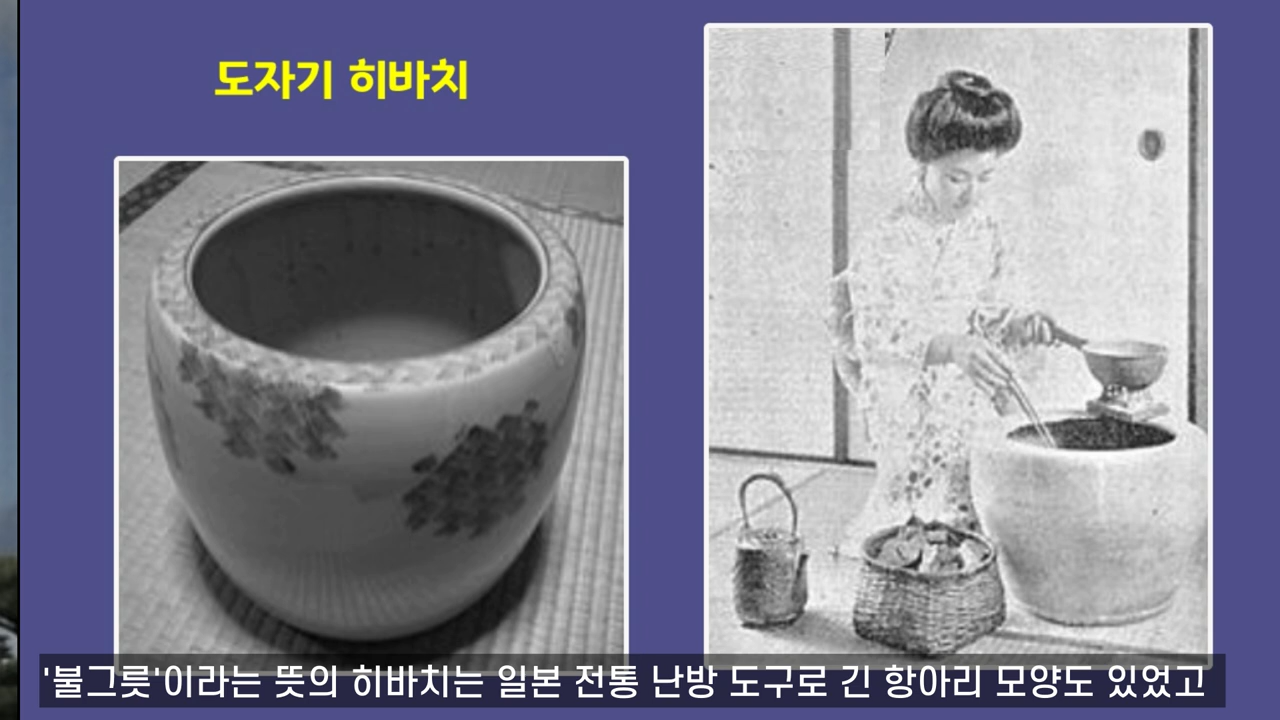 도자기 히바치
'불그릇'이라는 뜻의 히바치는 일본 전통 난방 도구로 긴 항아리 모양도 있었고